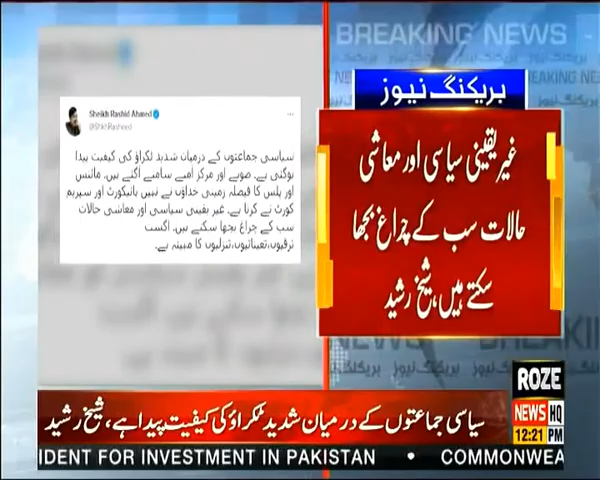 BREAKING NEWS
بریکنگ نیوز
غیر یقینی سیاسی اور معاشی
حالات سب کے چراغ بجھا
سکتے ہیں، شیخ رشید
Sheikh Rashid Ahmed
@ShkhRasheed
سیاسی جماعتوں کے درمیان شدید ٹکراؤ کی کیفیت پیدا
ہوگئی ہے۔ صوبے اور مرکز آمنے سامنے آگئے ہیں۔ مائنس
اور پلس کا فیصلہ زمینی خداؤں نے نہیں ہائیکورٹ اور سپریم
کورٹ نے کرنا ہے۔ غیر یقینی سیاسی اور معاشی حالات
سب کے چراغ بجھا سکتے ہیں۔ اگست
ترقیوں،تعیناتیوں،تنزلیوں کا مہینہ ہے۔
ROZE
NEWS HQ
12:21 PM
سیاسی جماعتوں کے درمیان شدید ٹکراؤ کی کیفیت پیدا ہے، شیخ رشید
IDENT FOR INVESTMENT IN PAKISTAN • COMMONWEA